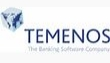 TEMENOS
The Banking Software Company